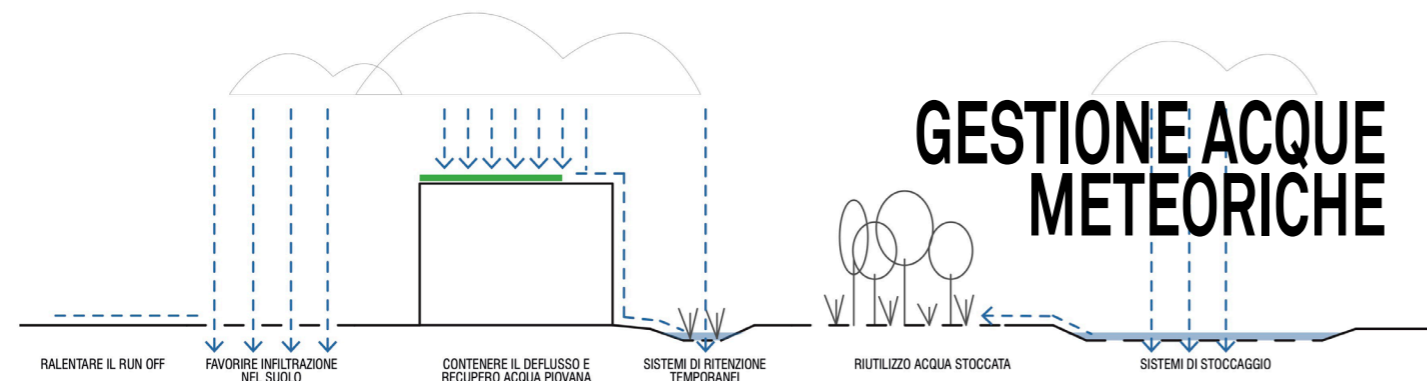 GESTIONE ACQUE
METEORICHE
RALENTARE IL RUN OFF
FAVORIRE INFILTRAZIONE
NEL SUOLO
CONTENERE IL DEFLUSSO E
RECUPERO ACQUA PIOVANA
SISTEMI DI RITENZIONE
TEMPORANEI
RIUTILIZZO ACQUA STOCCATA
SISTEMI DI STOCCAGGIO